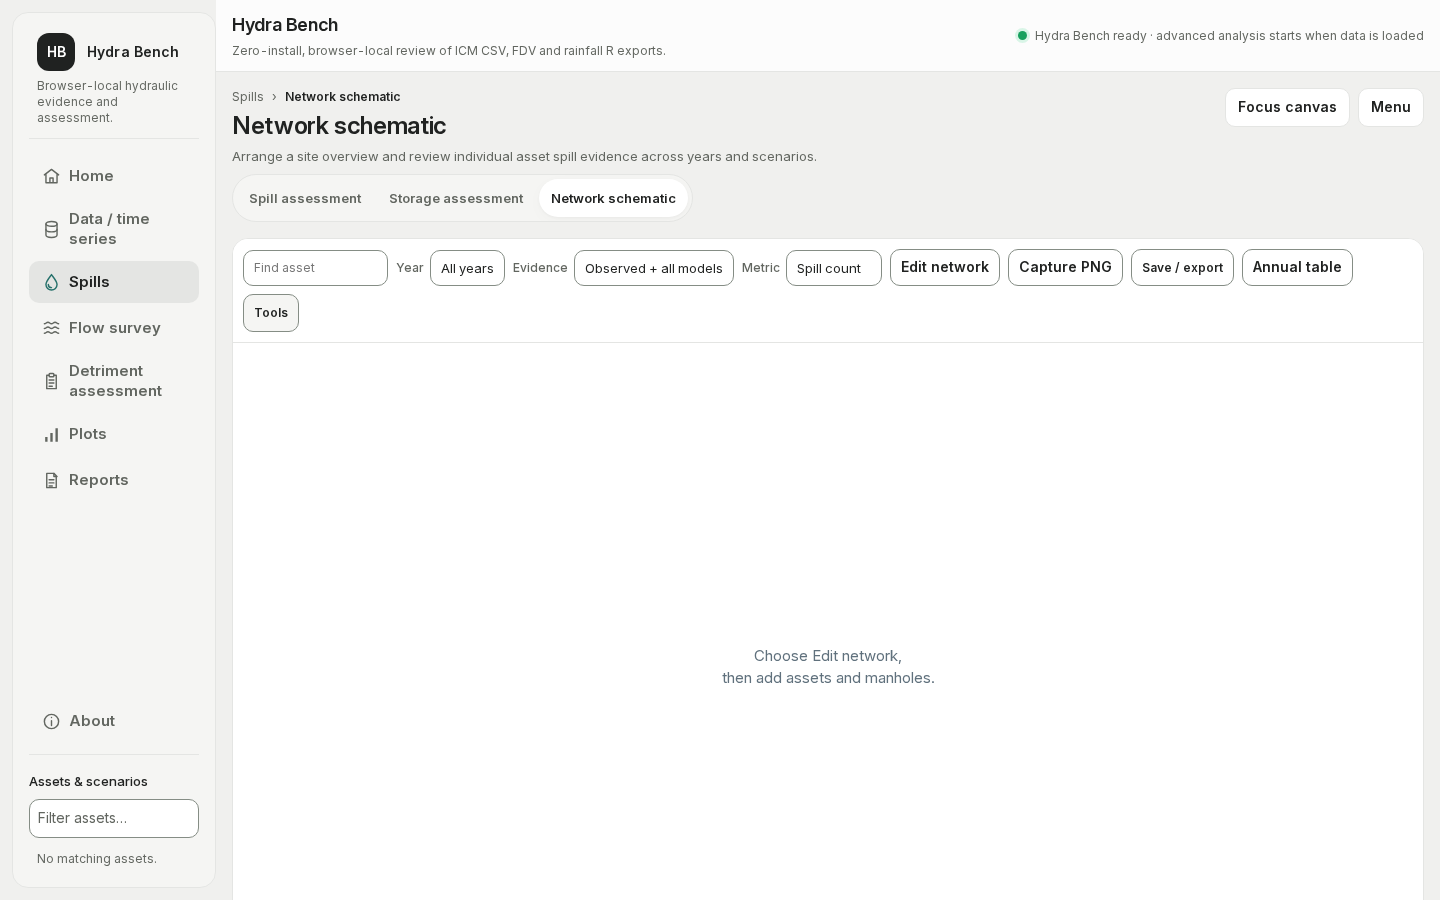 HB
Hydra Bench
Browser-local hydraulic
evidence and
assessment.
Home
Data / time
series
Spills
Flow survey
Detriment
assessment
Plots
Reports
About
Assets & scenarios
Filter assets…
No matching assets.
Hydra Bench
Zero-install, browser-local review of ICM CSV, FDV and rainfall R exports.
Hydra Bench ready · advanced analysis starts when data is loaded
Spills › Network schematic
Network schematic
Arrange a site overview and review individual asset spill evidence across years and scenarios.
Focus canvas
Menu
Spill assessment
Storage assessment
Network schematic
Find asset
Year
All years
Evidence
Observed + all models
Metric
Spill count
Edit network
Capture PNG
Save / export
Annual table
Tools
Choose Edit network,
then add assets and manholes.